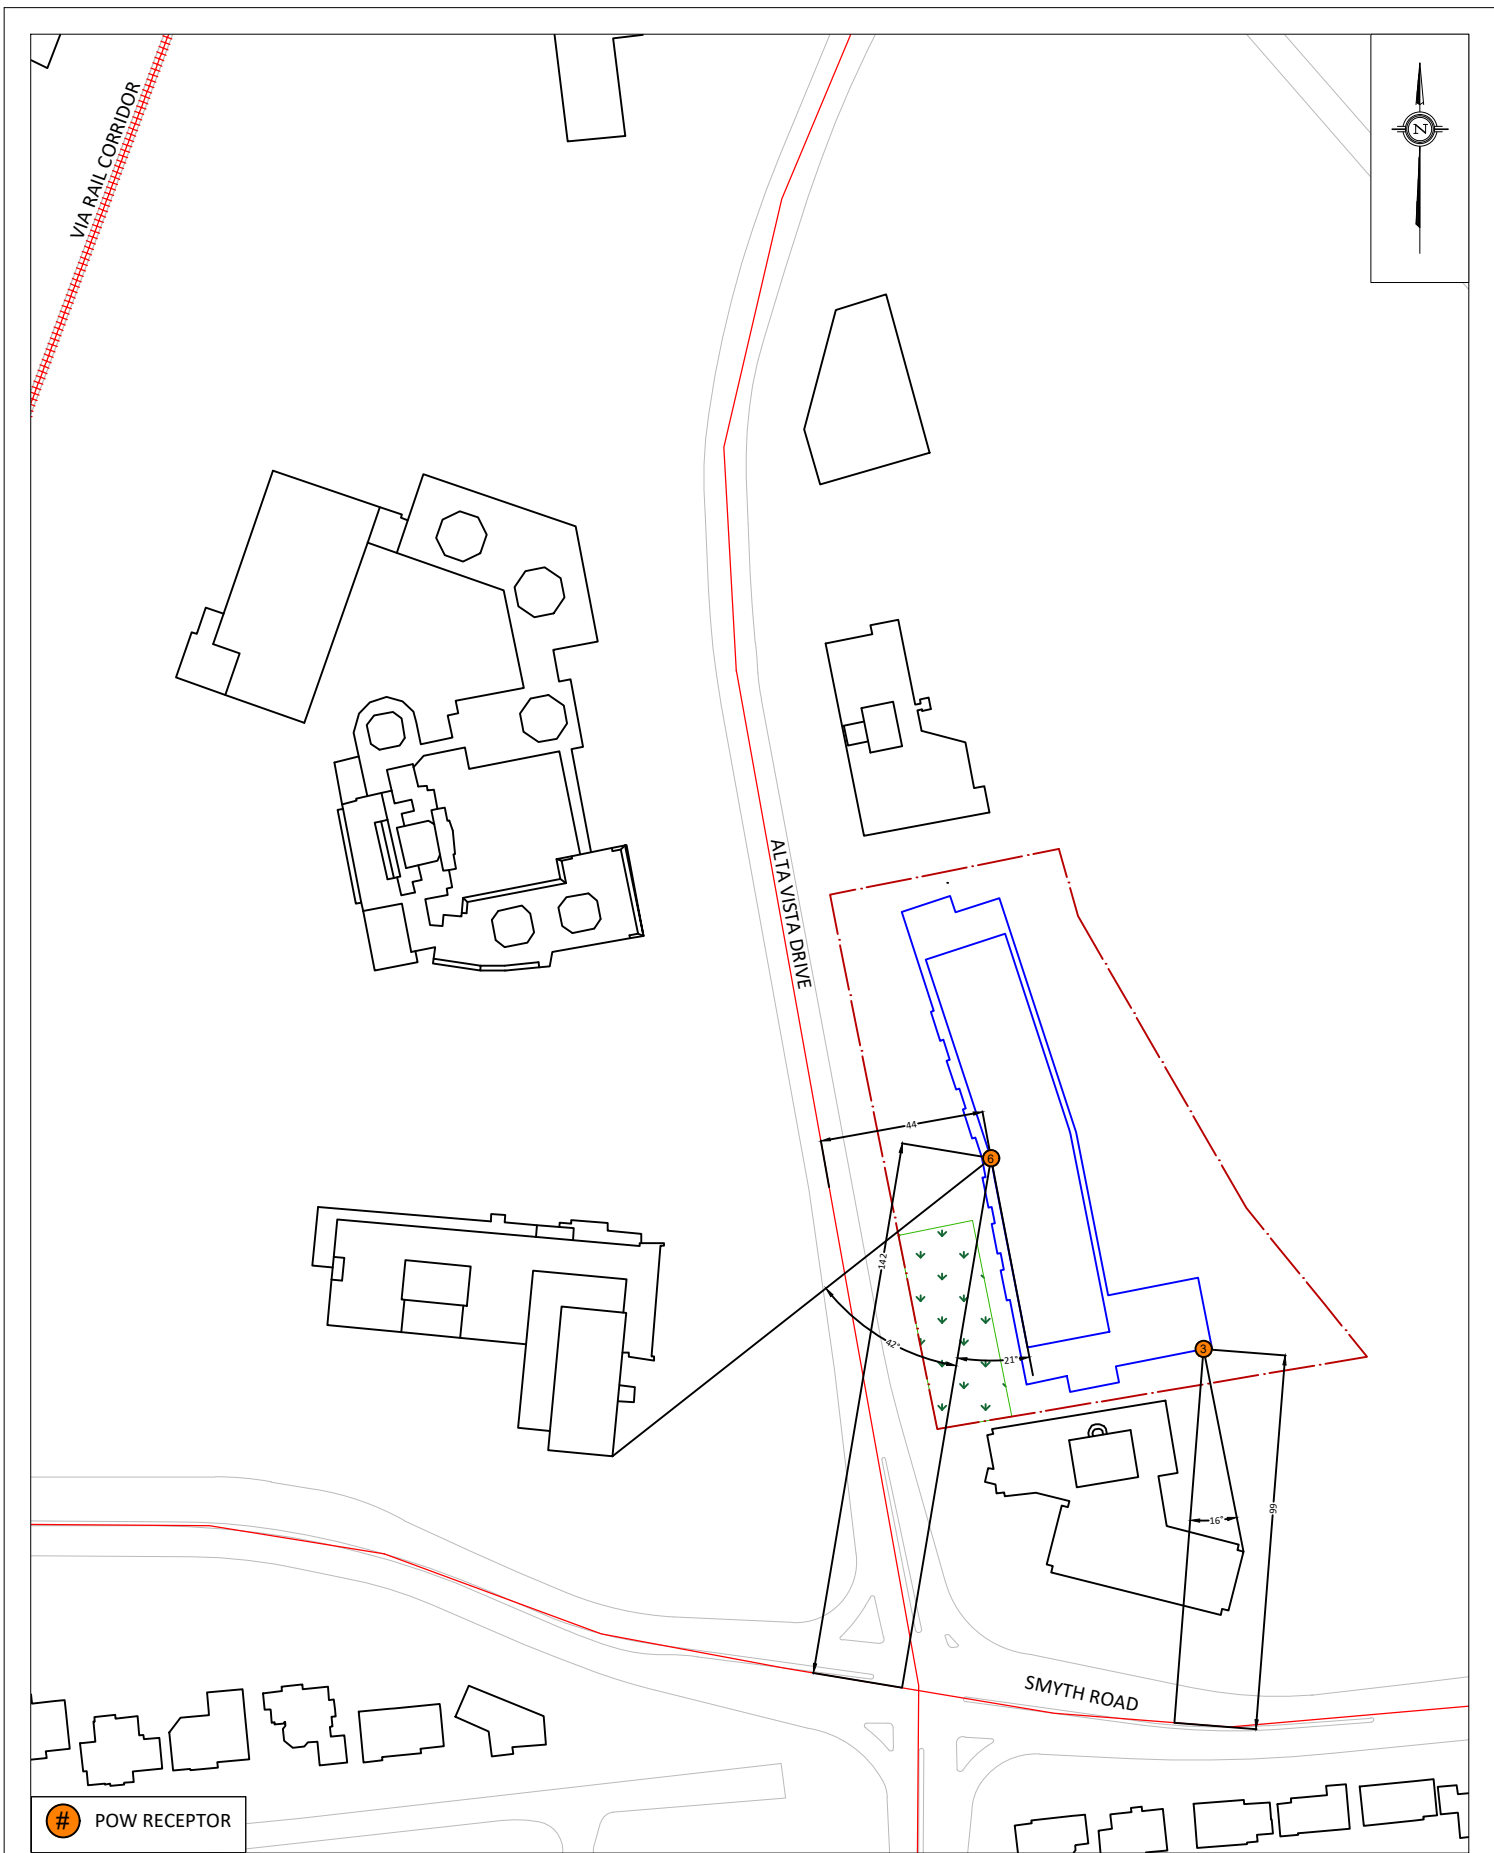 VIA RAIL CORRIDOR
N
ALTA VISTA DRIVE
44
6
142
42°
21°
3
16°
99
SMYTH ROAD
# POW RECEPTOR